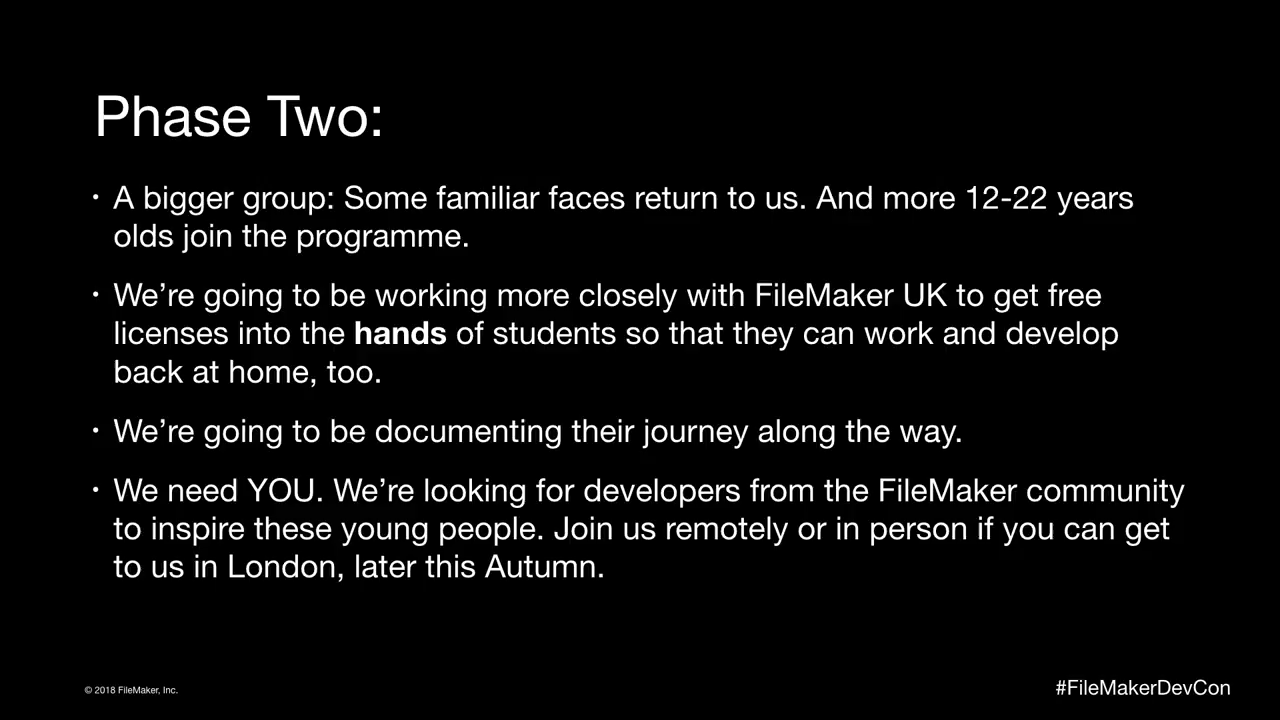 Phase Two:
• A bigger group: Some familiar faces return to us. And more 12-22 years
olds join the programme.
• We’re going to be working more closely with FileMaker UK to get free
licenses into the hands of students so that they can work and develop
back at home, too.
• We’re going to be documenting their journey along the way.
• We need YOU. We’re looking for developers from the FileMaker community
to inspire these young people. Join us remotely or in person if you can get
to us in London, later this Autumn.
© 2018 FileMaker, Inc.
#FileMakerDevCon